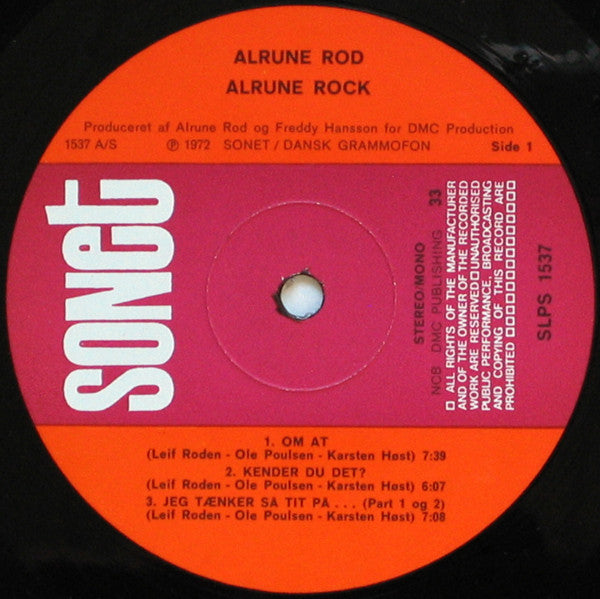 ALRUNE ROD
ALRUNE ROCK
Produceret af Alrune Rod og Freddy Hansson for DMC Production
1537 A/S Ⓟ 1972 SONET / DANSK GRAMMOFON Side 1
sonet
STEREO/MONO 33
NCB DMC PUBLISHING
□ ALL RIGHTS OF THE MANUFACTURER
AND OF THE OWNER OF THE RECORDED
WORK ARE RESERVED □ UNAUTHORISED
PUBLIC PERFORMANCE, BROADCASTING
AND COPYING OF THIS RECORD ARE
PROHIBITED □□□□□□□□□□□□□
SLPS 1537
1. OM AT
(Leif Roden - Ole Poulsen - Karsten Høst) 7:39
2. KENDER DU DET?
(Leif Roden - Ole Poulsen - Karsten Høst) 6:07
3. JEG TÆNKER SA TIT PA . . . (Part 1 og 2)
(Leif Roden - Ole Poulsen - Karsten Høst) 7:08